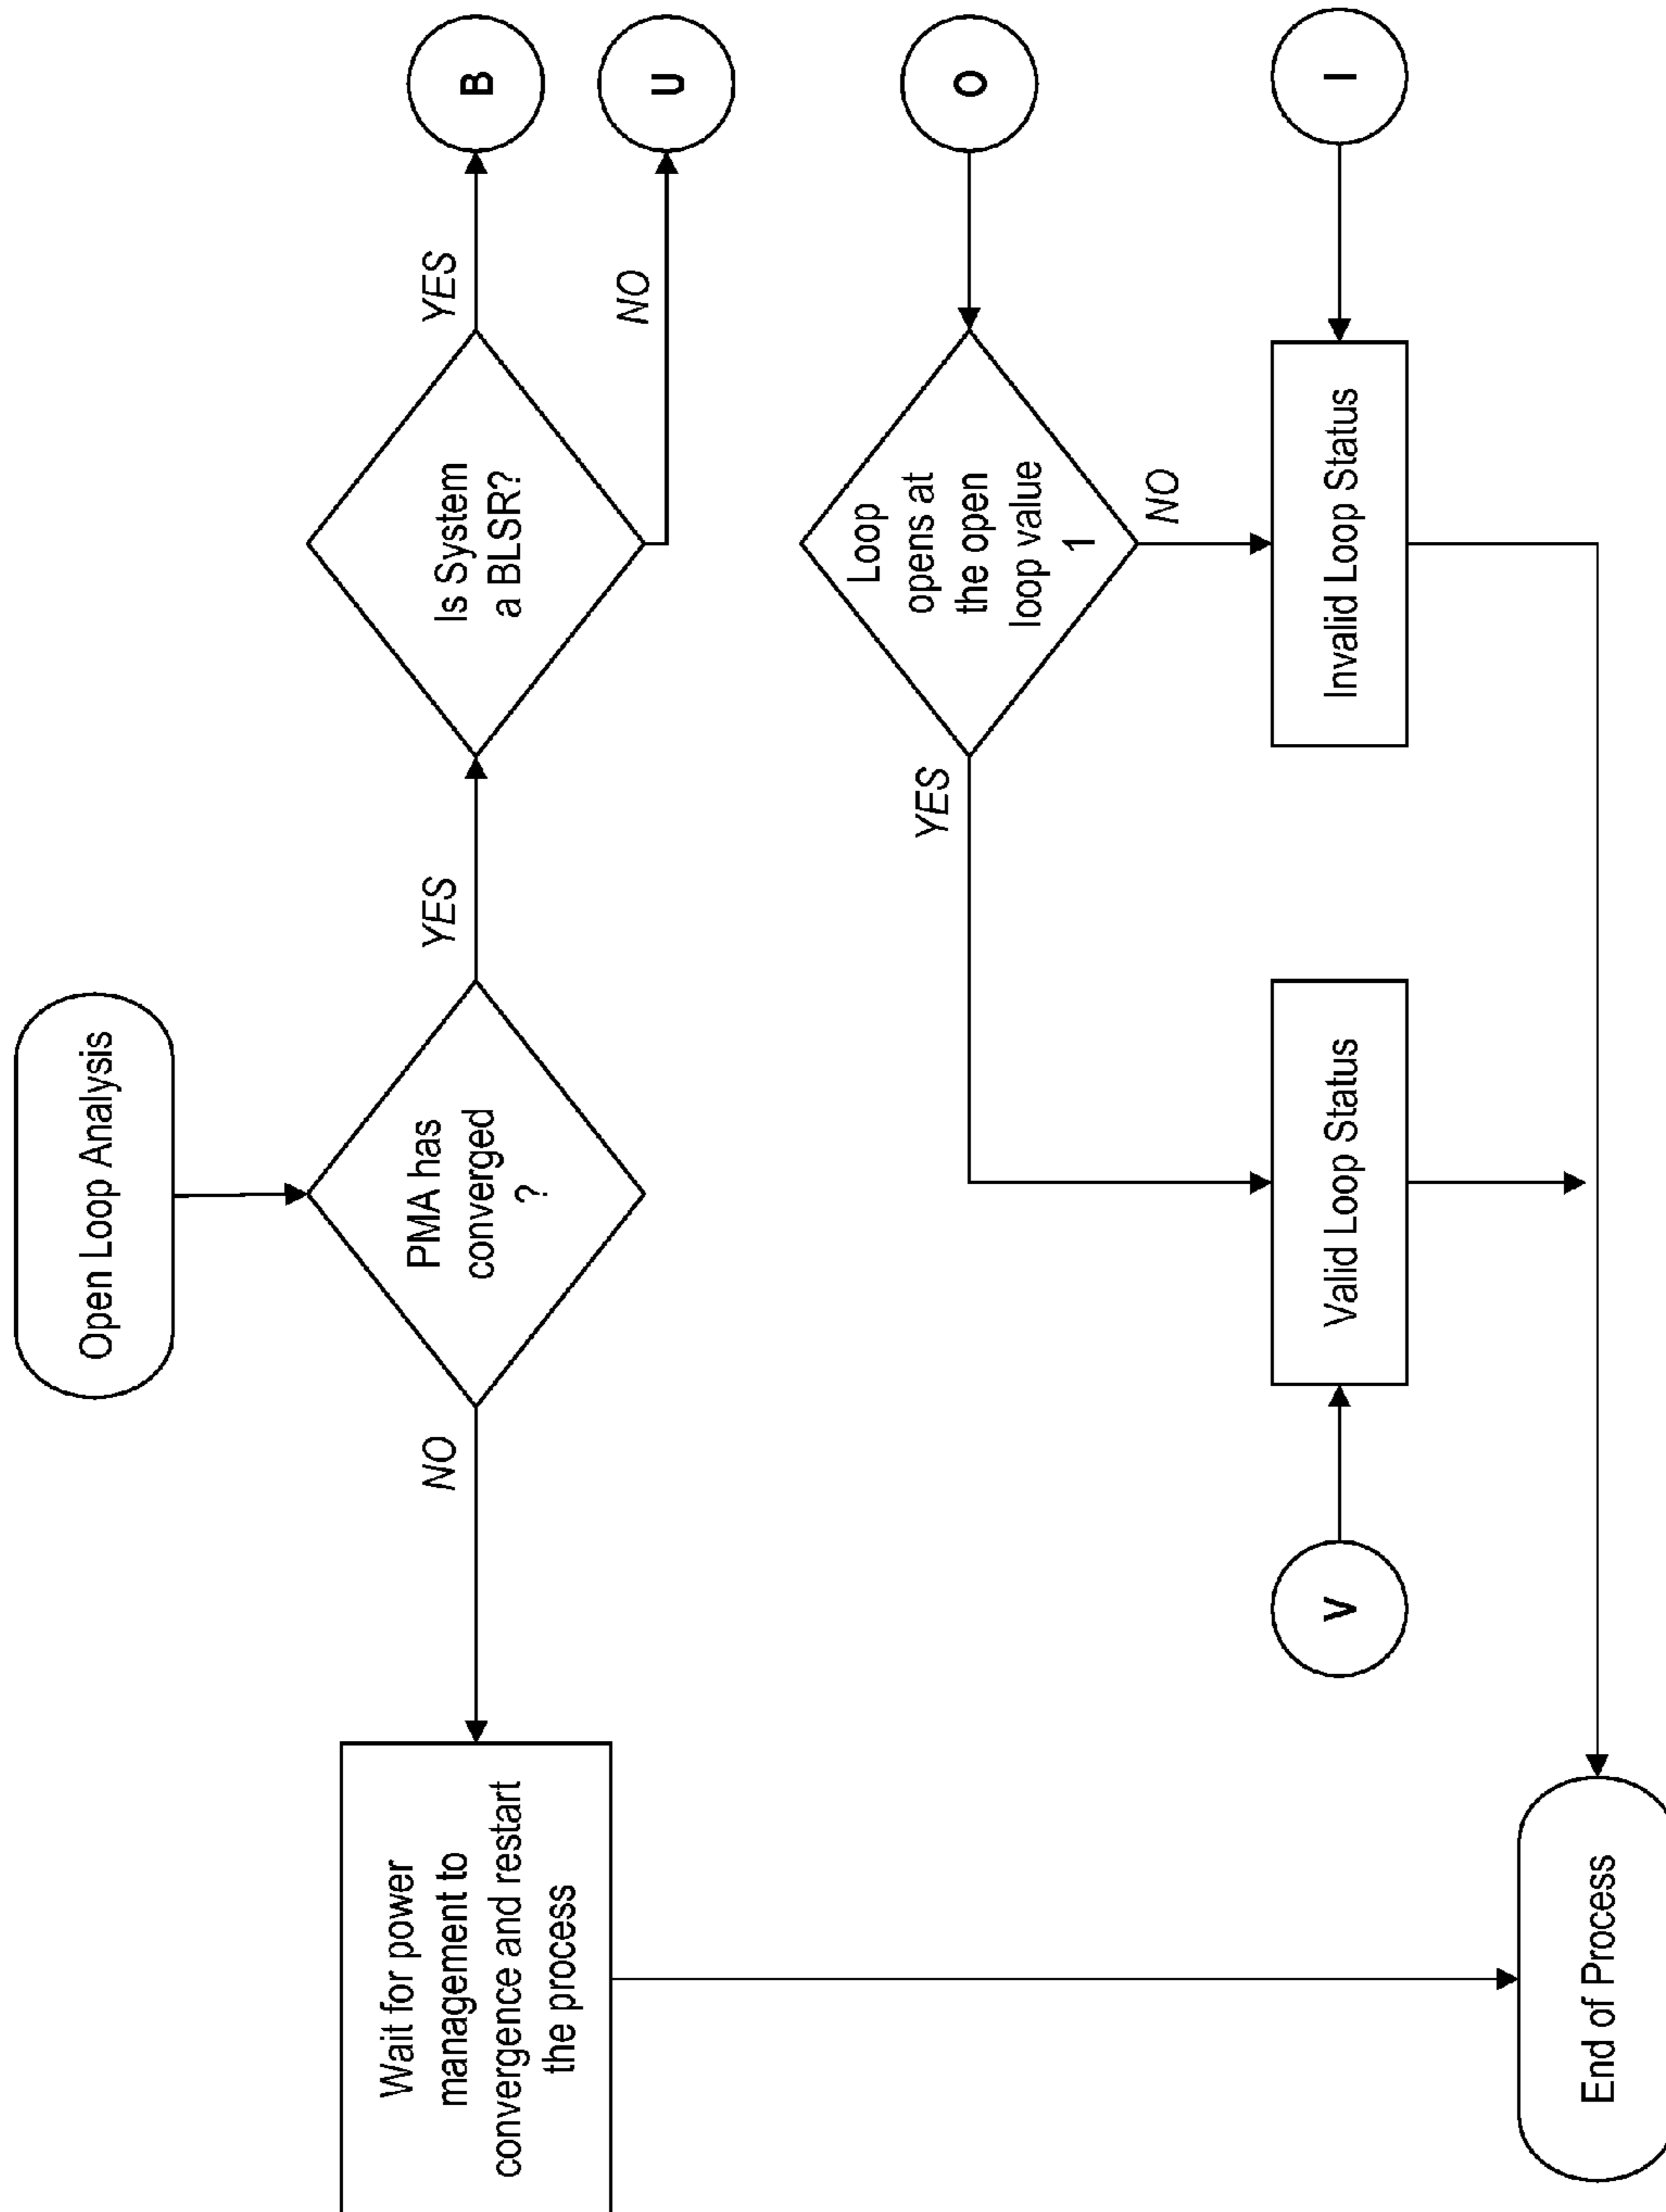 Open Loop Analysis
PMA has
converged
?
NO
YES
Wait for power
management to
convergence and restart
the process
Is System
a BLSR?
YES
B
NO
U
O
Loop
opens at
the open
loop value
1
YES
NO
V
Valid Loop Status
Invalid Loop Status
I
End of Process